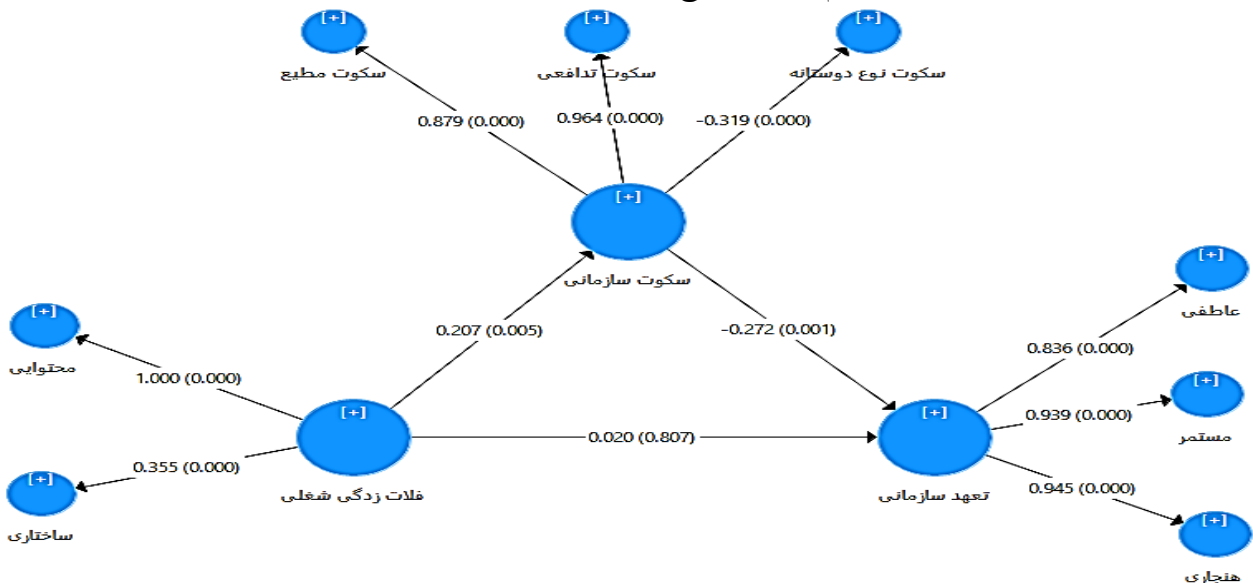 [+]
[+]
[+]
سکوت مطیع
سکوت تدافعی
سکوت نوع دوستانه
0.879 (0.000)
0.964 (0.000)
-0.319 (0.000)
[+]
سکوت سازمانی
[+]
عاطفی
[+]
محتوایی
0.207 (0.005)
-0.272 (0.001)
0.836 (0.000)
1.000 (0.000)
[+]
مستمر
[+]
[+]
0.020 (0.807)
0.939 (0.000)
0.355 (0.000)
[+]
ساختاری
فلات زدگی شغلی
تعهد سازمانی
0.945 (0.000)
[+]
هنجاری